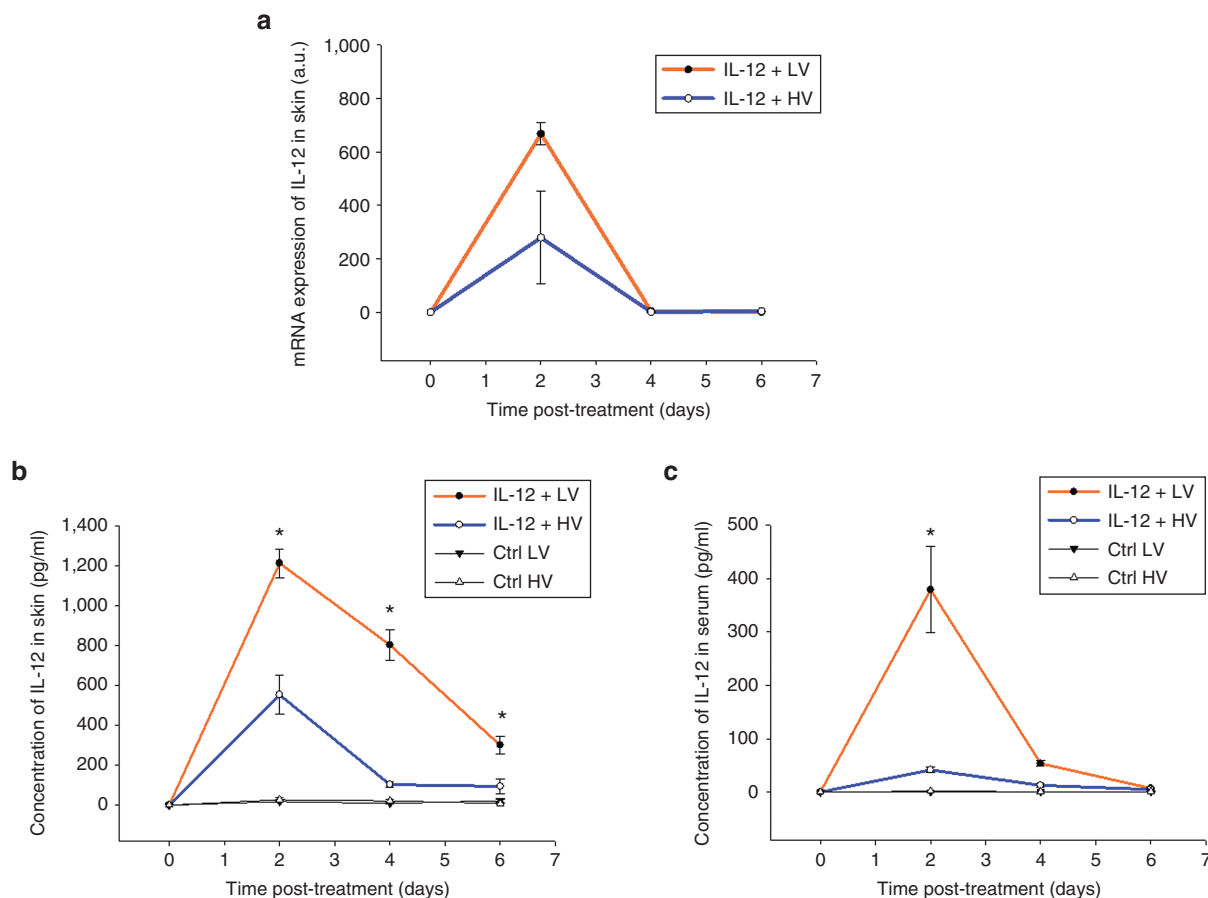 a
mRNA expression of IL-12 in skin (a.u.)
1,000
800
600
400
200
0
0 1 2 3 4 5 6 7
Time post-treatment (days)
IL-12 + LV
IL-12 + HV
b
Concentration of IL-12 in skin (pg/ml)
1,400
1,200
1,000
800
600
400
200
0
* * *
0 1 2 3 4 5 6 7
Time post-treatment (days)
IL-12 + LV
IL-12 + HV
Ctrl LV
Ctrl HV
c
Concentration of IL-12 in serum (pg/ml)
500
400
300
200
100
0
*
0 1 2 3 4 5 6 7
Time post-treatment (days)
IL-12 + LV
IL-12 + HV
Ctrl LV
Ctrl HV